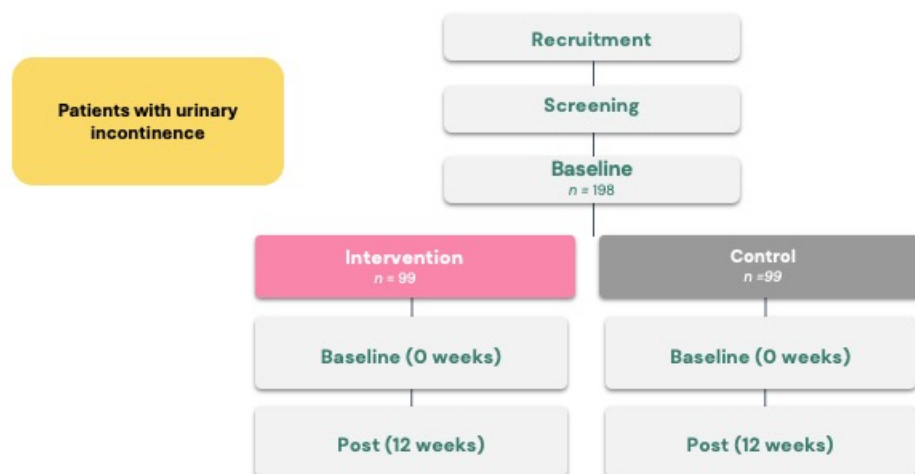 Recruitment
Patients with urinary
incontinence
Screening
Baseline
n = 198
Intervention
n = 99
Control
n =99
Baseline (0 weeks)
Baseline (0 weeks)
Post (12 weeks)
Post (12 weeks)